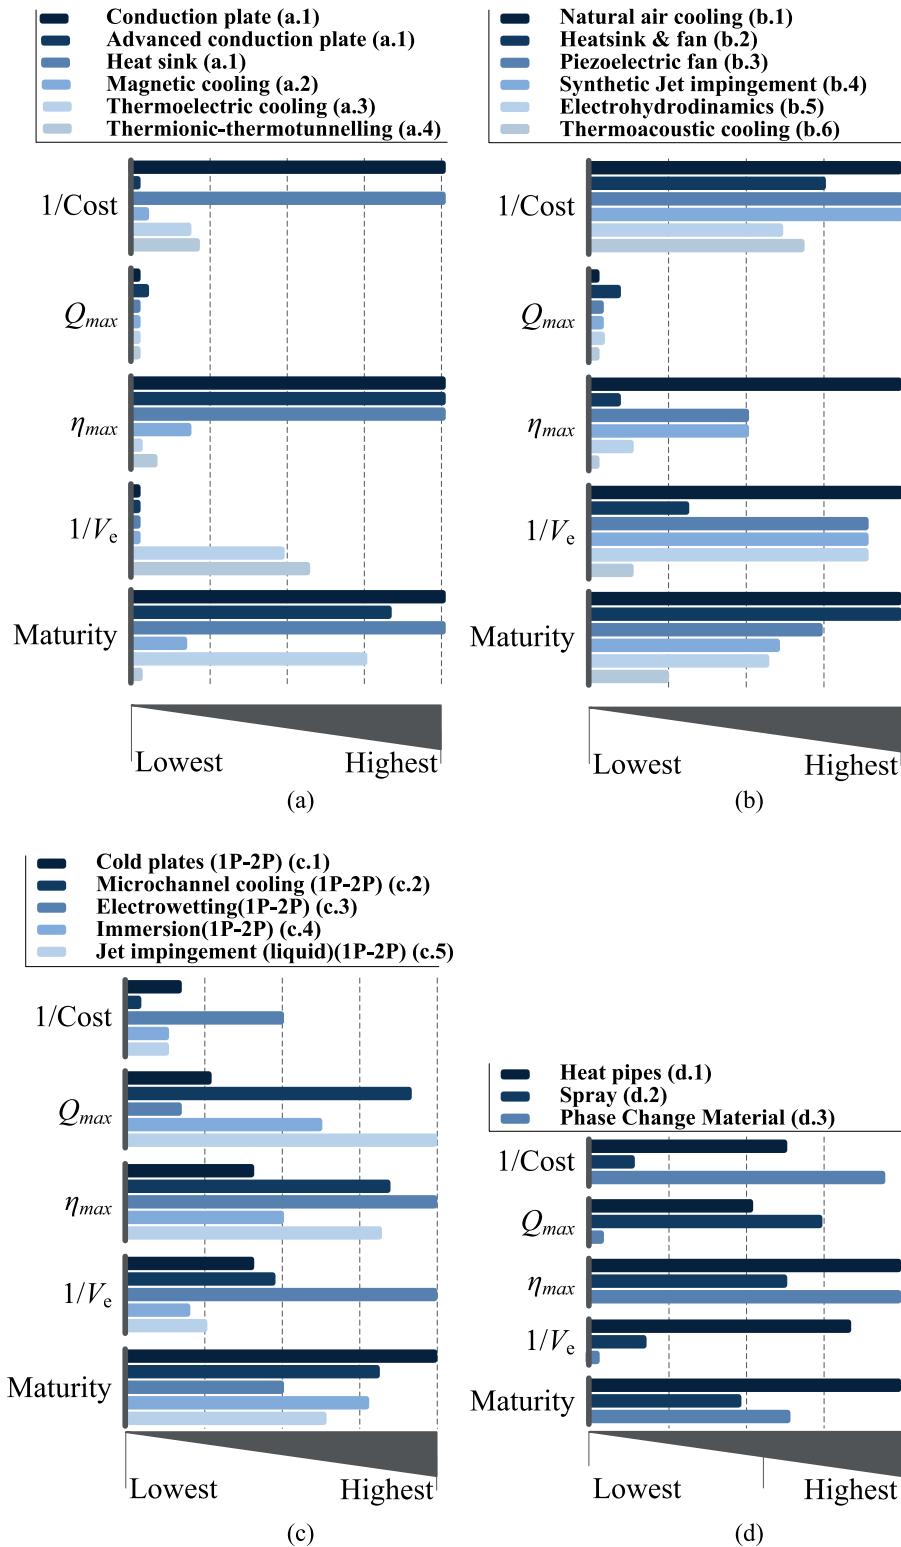 Conduction plate (a.1)
Advanced conduction plate (a.1)
Heat sink (a.1)
Magnetic cooling (a.2)
Thermoelectric cooling (a.3)
Thermionic-thermotunnelling (a.4)
1/Cost
Qmax
ηmax
1/Ve
Maturity
Lowest Highest
(a)
Natural air cooling (b.1)
Heatsink & fan (b.2)
Piezoelectric fan (b.3)
Synthetic Jet impingement (b.4)
Electrohydrodinamics (b.5)
Thermoacoustic cooling (b.6)
1/Cost
Qmax
ηmax
1/Ve
Maturity
Lowest Highest
(b)
Cold plates (1P-2P) (c.1)
Microchannel cooling (1P-2P) (c.2)
Electrowetting(1P-2P) (c.3)
Immersion(1P-2P) (c.4)
Jet impingement (liquid)(1P-2P) (c.5)
1/Cost
Qmax
ηmax
1/Ve
Maturity
Lowest Highest
(c)
Heat pipes (d.1)
Spray (d.2)
Phase Change Material (d.3)
1/Cost
Qmax
ηmax
1/Ve
Maturity
Lowest Highest
(d)